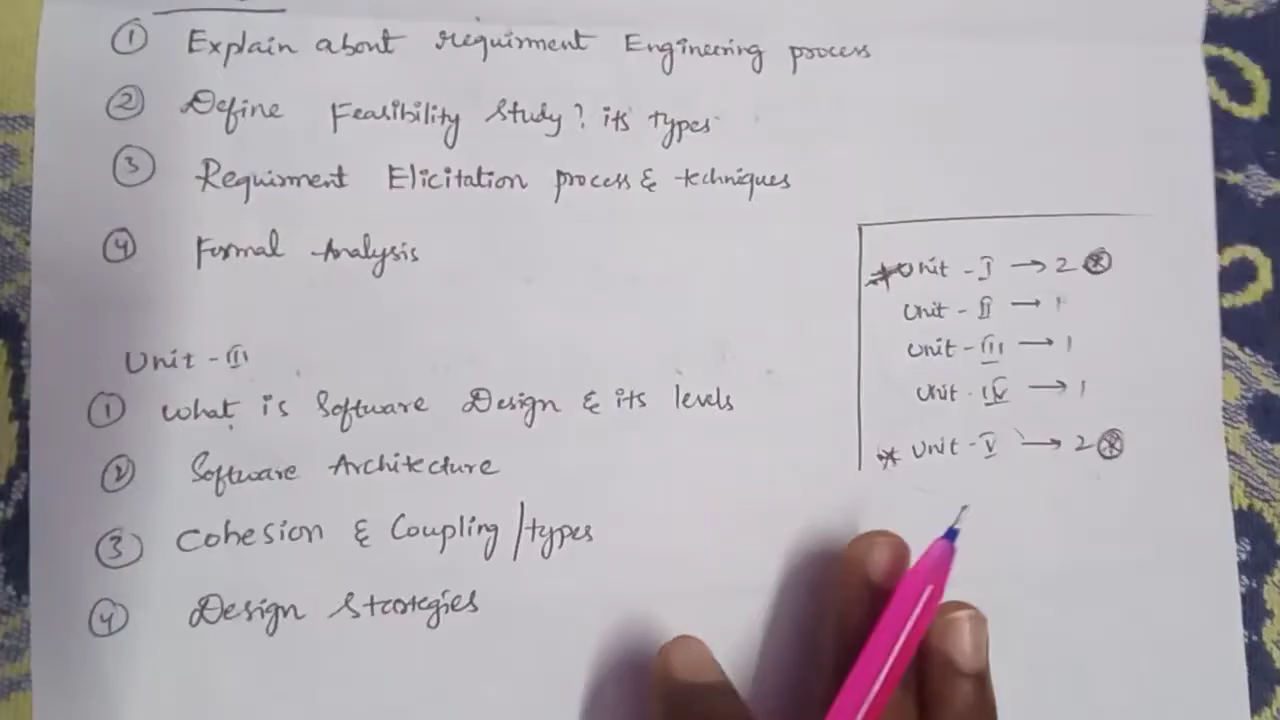 ① Explain about requirment Engineering process
② Define Feasibility study? its types
③ Requirment Elicitation process & techniques
④ Formal Analysis
Unit - III
① What is Software Design & its levels
② Software Architecture
③ Cohesion & Coupling /types
④ Design Strategies
* Unit - I → 2 *
Unit - II → 1
Unit - III → 1
Unit - IV → 1
* Unit - V → 2 *